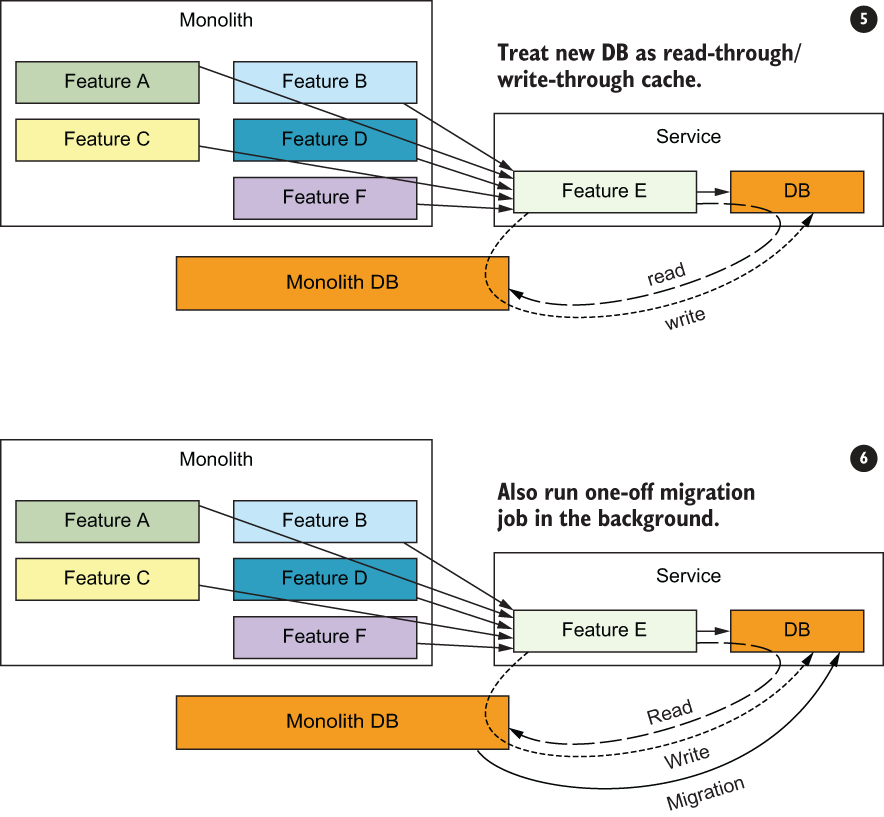 Monolith
5
Treat new DB as read-through/
write-through cache.
Feature A
Feature B
Feature C
Feature D
Feature F
Service
Feature E
DB
Monolith DB
read
write
Monolith
6
Also run one-off migration
job in the background.
Feature A
Feature B
Feature C
Feature D
Feature F
Service
Feature E
DB
Monolith DB
Read
Write
Migration